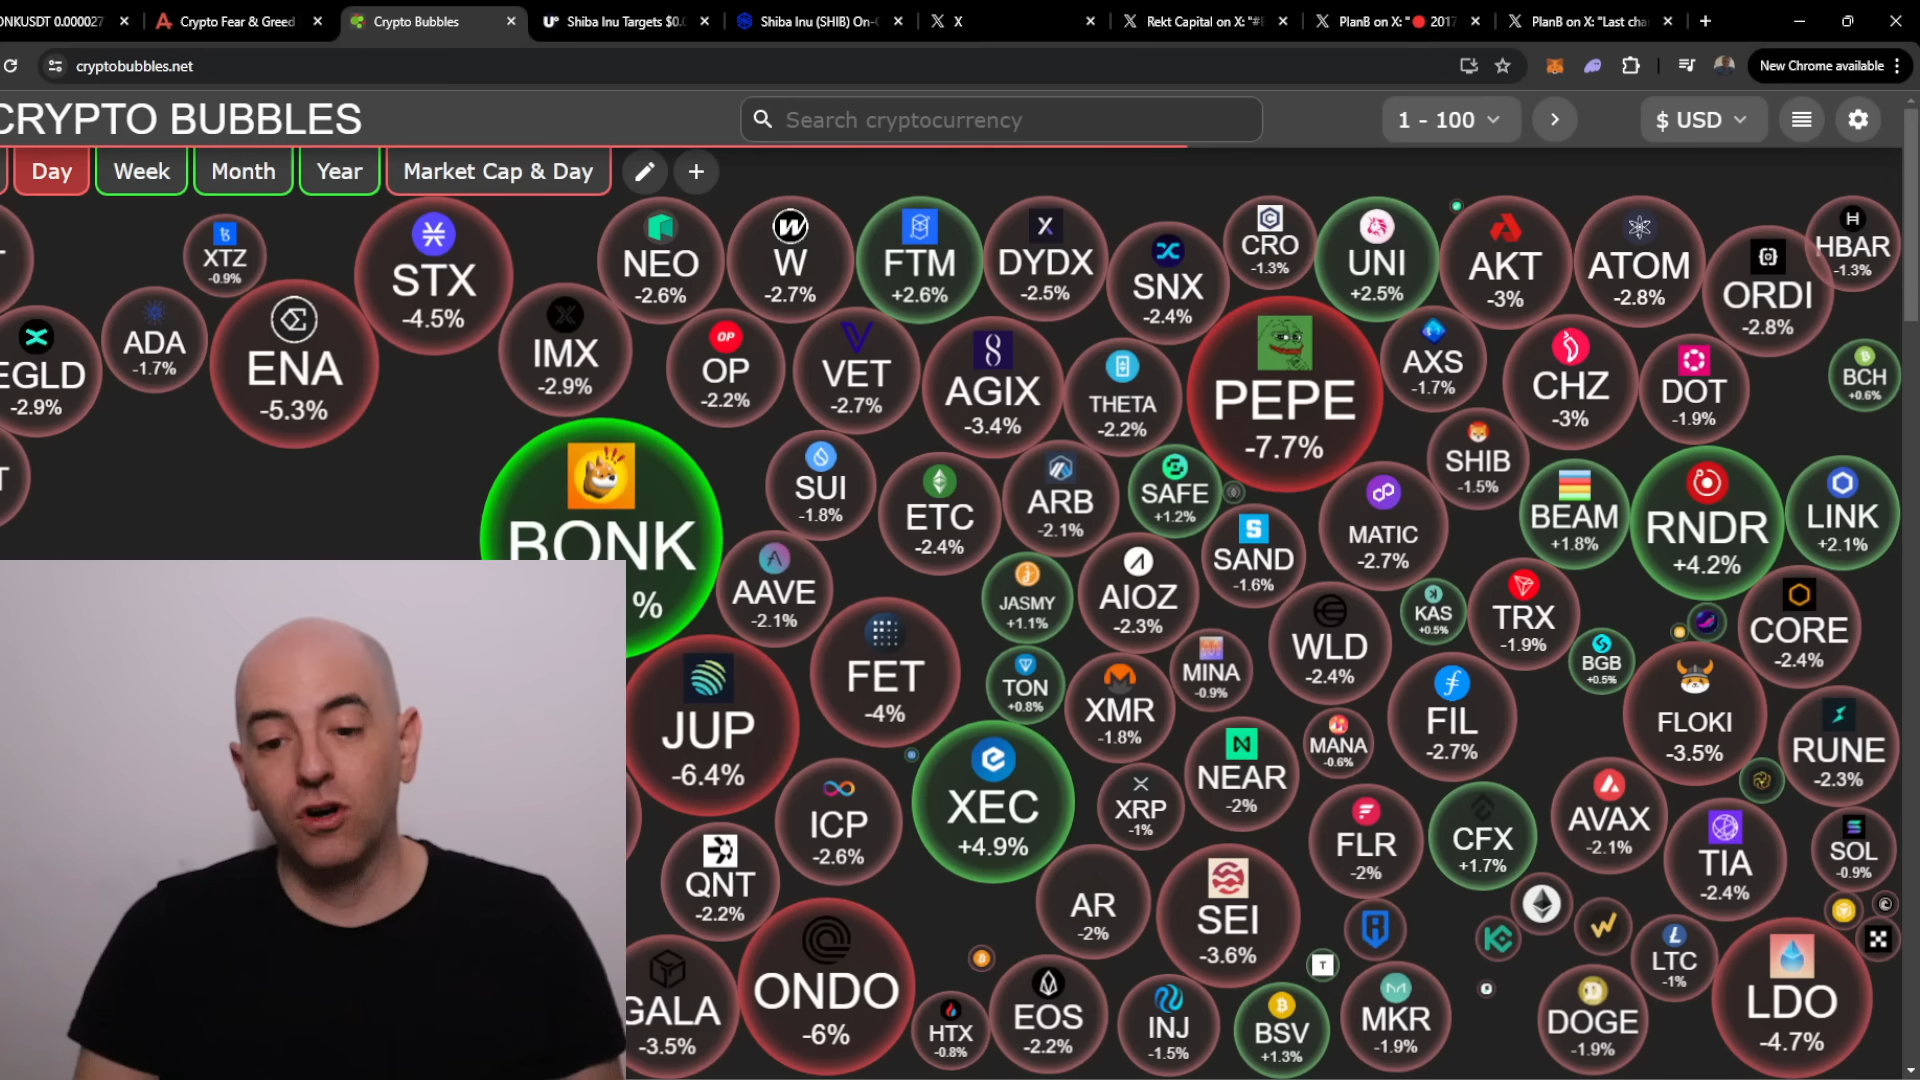 ONKUSDT 0.000027
Crypto Fear & Greed
Crypto Bubbles
Shiba Inu Targets $0.
Shiba Inu (SHIB) On-
X
Rekt Capital on X: "#
PlanB on X: "🔴 2017
PlanB on X: "Last cha
cryptobubbles.net
New Chrome available
CRYPTO BUBBLES
Search cryptocurrency
1 - 100
$ USD
Day
Week
Month
Year
Market Cap & Day
XTZ
-0.9%
STX
-4.5%
NEO
-2.6%
W
-2.7%
FTM
+2.6%
DYDX
-2.5%
SNX
-2.4%
CRO
-1.3%
UNI
+2.5%
AKT
-3%
ATOM
-2.8%
ORDI
-2.8%
HBAR
-1.3%
EGLD
-2.9%
ADA
-1.7%
ENA
-5.3%
IMX
-2.9%
OP
OP
-2.2%
VET
-2.7%
AGIX
-3.4%
THETA
-2.2%
PEPE
-7.7%
AXS
-1.7%
CHZ
-3%
DOT
-1.9%
BCH
+0.6%
BONK
%
SUI
-1.8%
ETC
-2.4%
ARB
-2.1%
SAFE
+1.2%
SAND
-1.6%
MATIC
-2.7%
SHIB
-1.5%
BEAM
+1.8%
RNDR
+4.2%
LINK
+2.1%
AAVE
-2.1%
JASMY
+1.1%
AIOZ
-2.3%
WLD
-2.4%
KAS
+0.5%
TRX
-1.9%
BGB
+0.5%
CORE
-2.4%
JUP
-6.4%
FET
-4%
TON
+0.8%
XMR
-1.8%
MINA
-0.9%
FIL
-2.7%
FLOKI
-3.5%
RUNE
-2.3%
ICP
-2.6%
XEC
+4.9%
XRP
-1%
NEAR
-2%
MANA
-0.6%
FLR
-2%
CFX
+1.7%
AVAX
-2.1%
TIA
-2.4%
SOL
-0.9%
QNT
-2.2%
AR
-2%
SEI
-3.6%
GALA
-3.5%
ONDO
-6%
HTX
-0.8%
EOS
-2.2%
INJ
-1.5%
T
BSV
+1.3%
MKR
-1.9%
DOGE
-1.9%
LTC
-1%
LDO
-4.7%